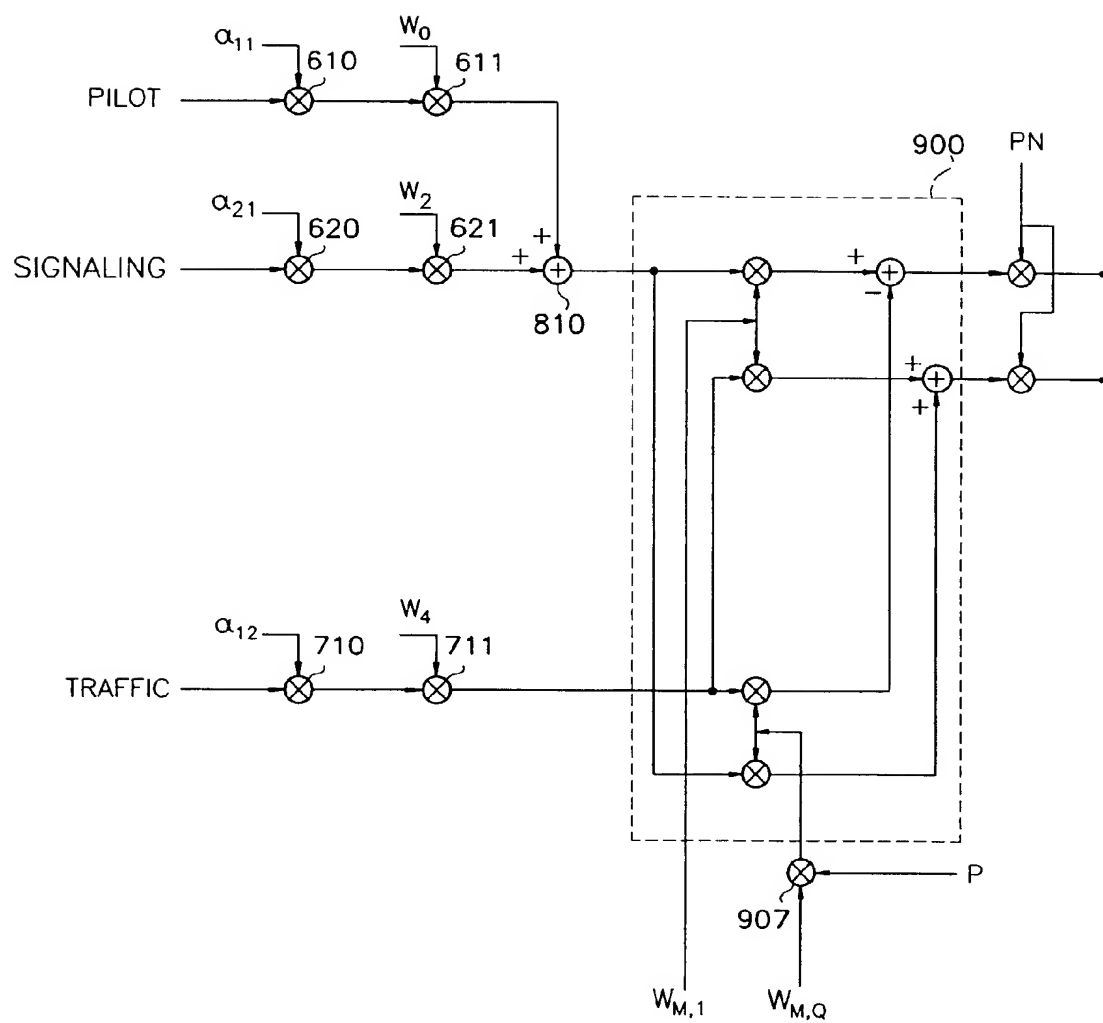 α11 W0
610 611
PILOT
900 PN
α21 W2
620 621 +
SIGNALING + + −
810
+
+
α12 W4
710 711
TRAFFIC
P
907
WM,1 WM,Q